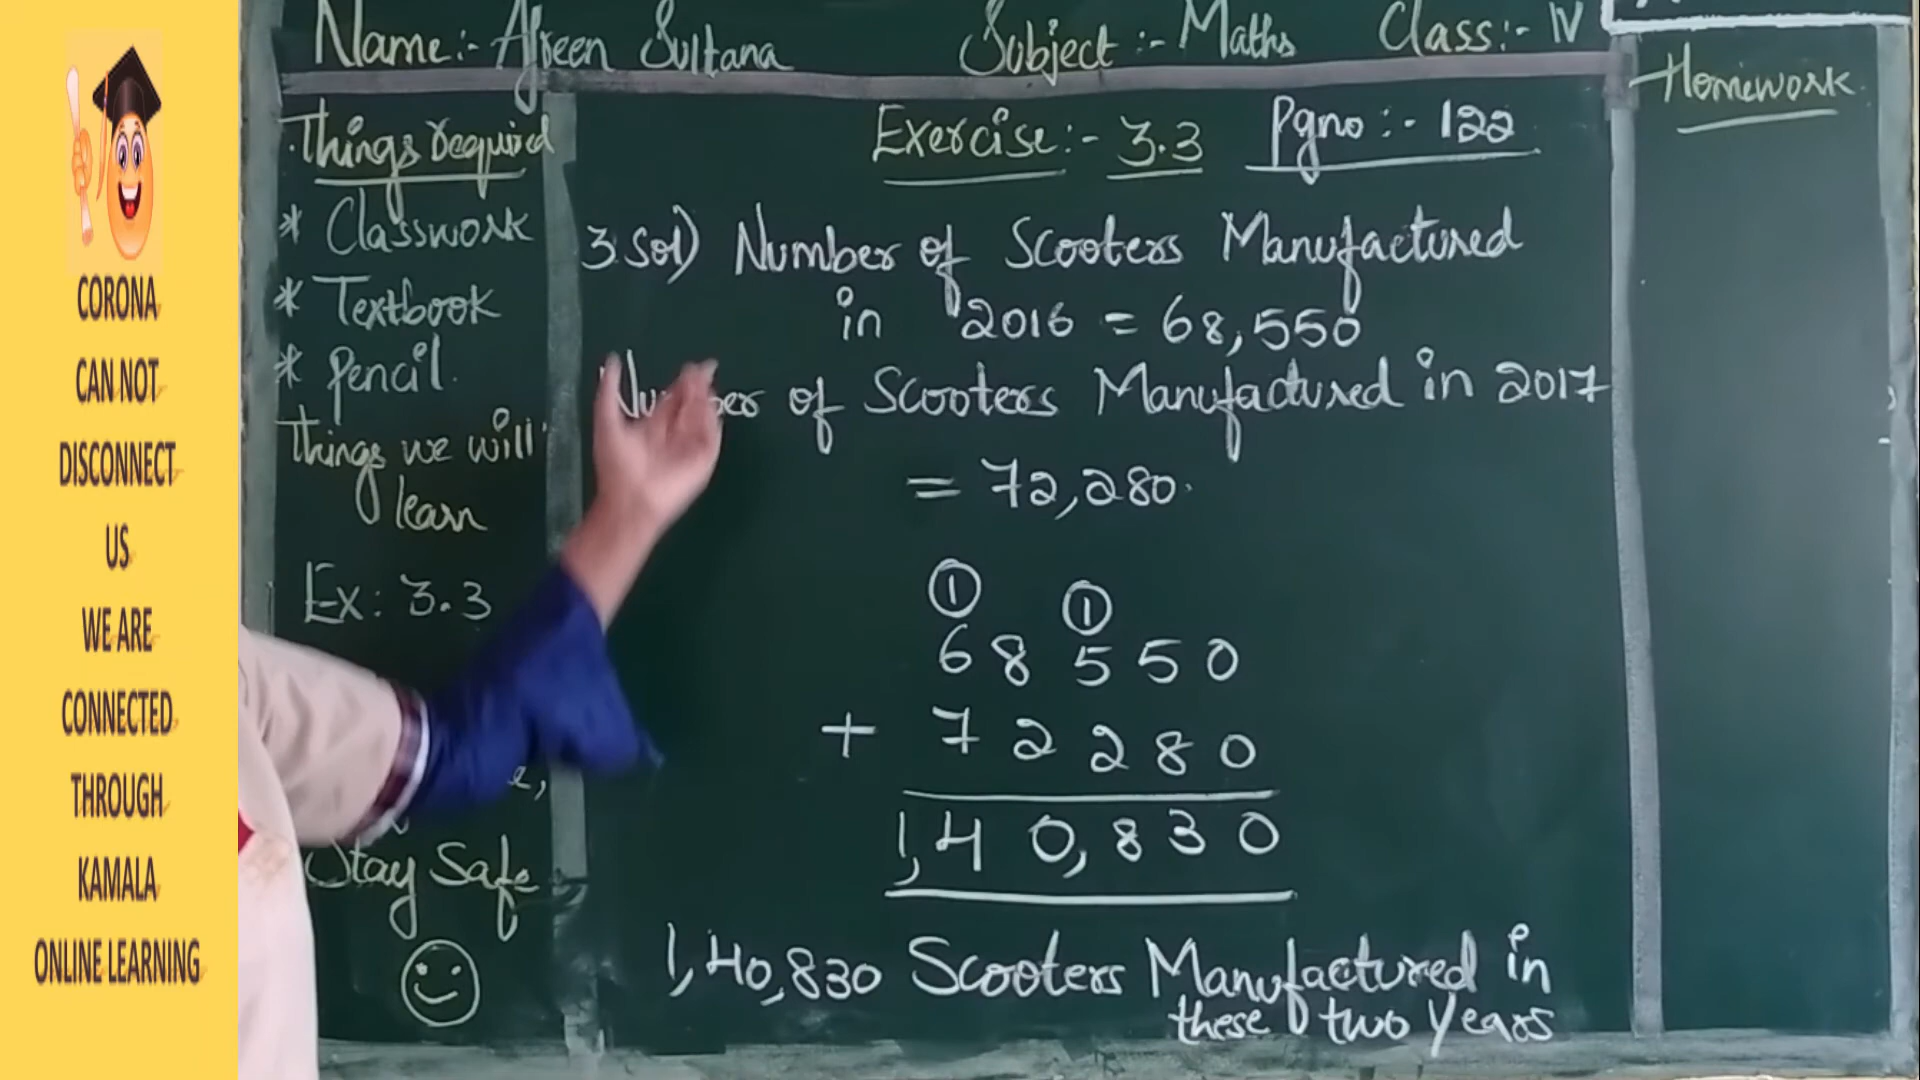 CORONA
CAN NOT
DISCONNECT
US
WE ARE
CONNECTED
THROUGH
KAMALA
ONLINE LEARNING
Name:- Afreen Sultana Subject :- Maths Class:- IV
Things required
* Classwork
* Textbook
* Pencil.
Things we will
learn
Ex: 3.3
Stay Safe
Exercise:- 3.3 Pgno:- 122
3 Sol) Number of Scooters Manufactured
in 2016 = 68,550
Number of Scooters Manufactured in 2017
= 72,280.
1 1
6 8 5 5 0
+ 7 2 2 8 0
1,4 0,8 3 0
1,40,830 Scooters Manufactured in
these two years
Homework